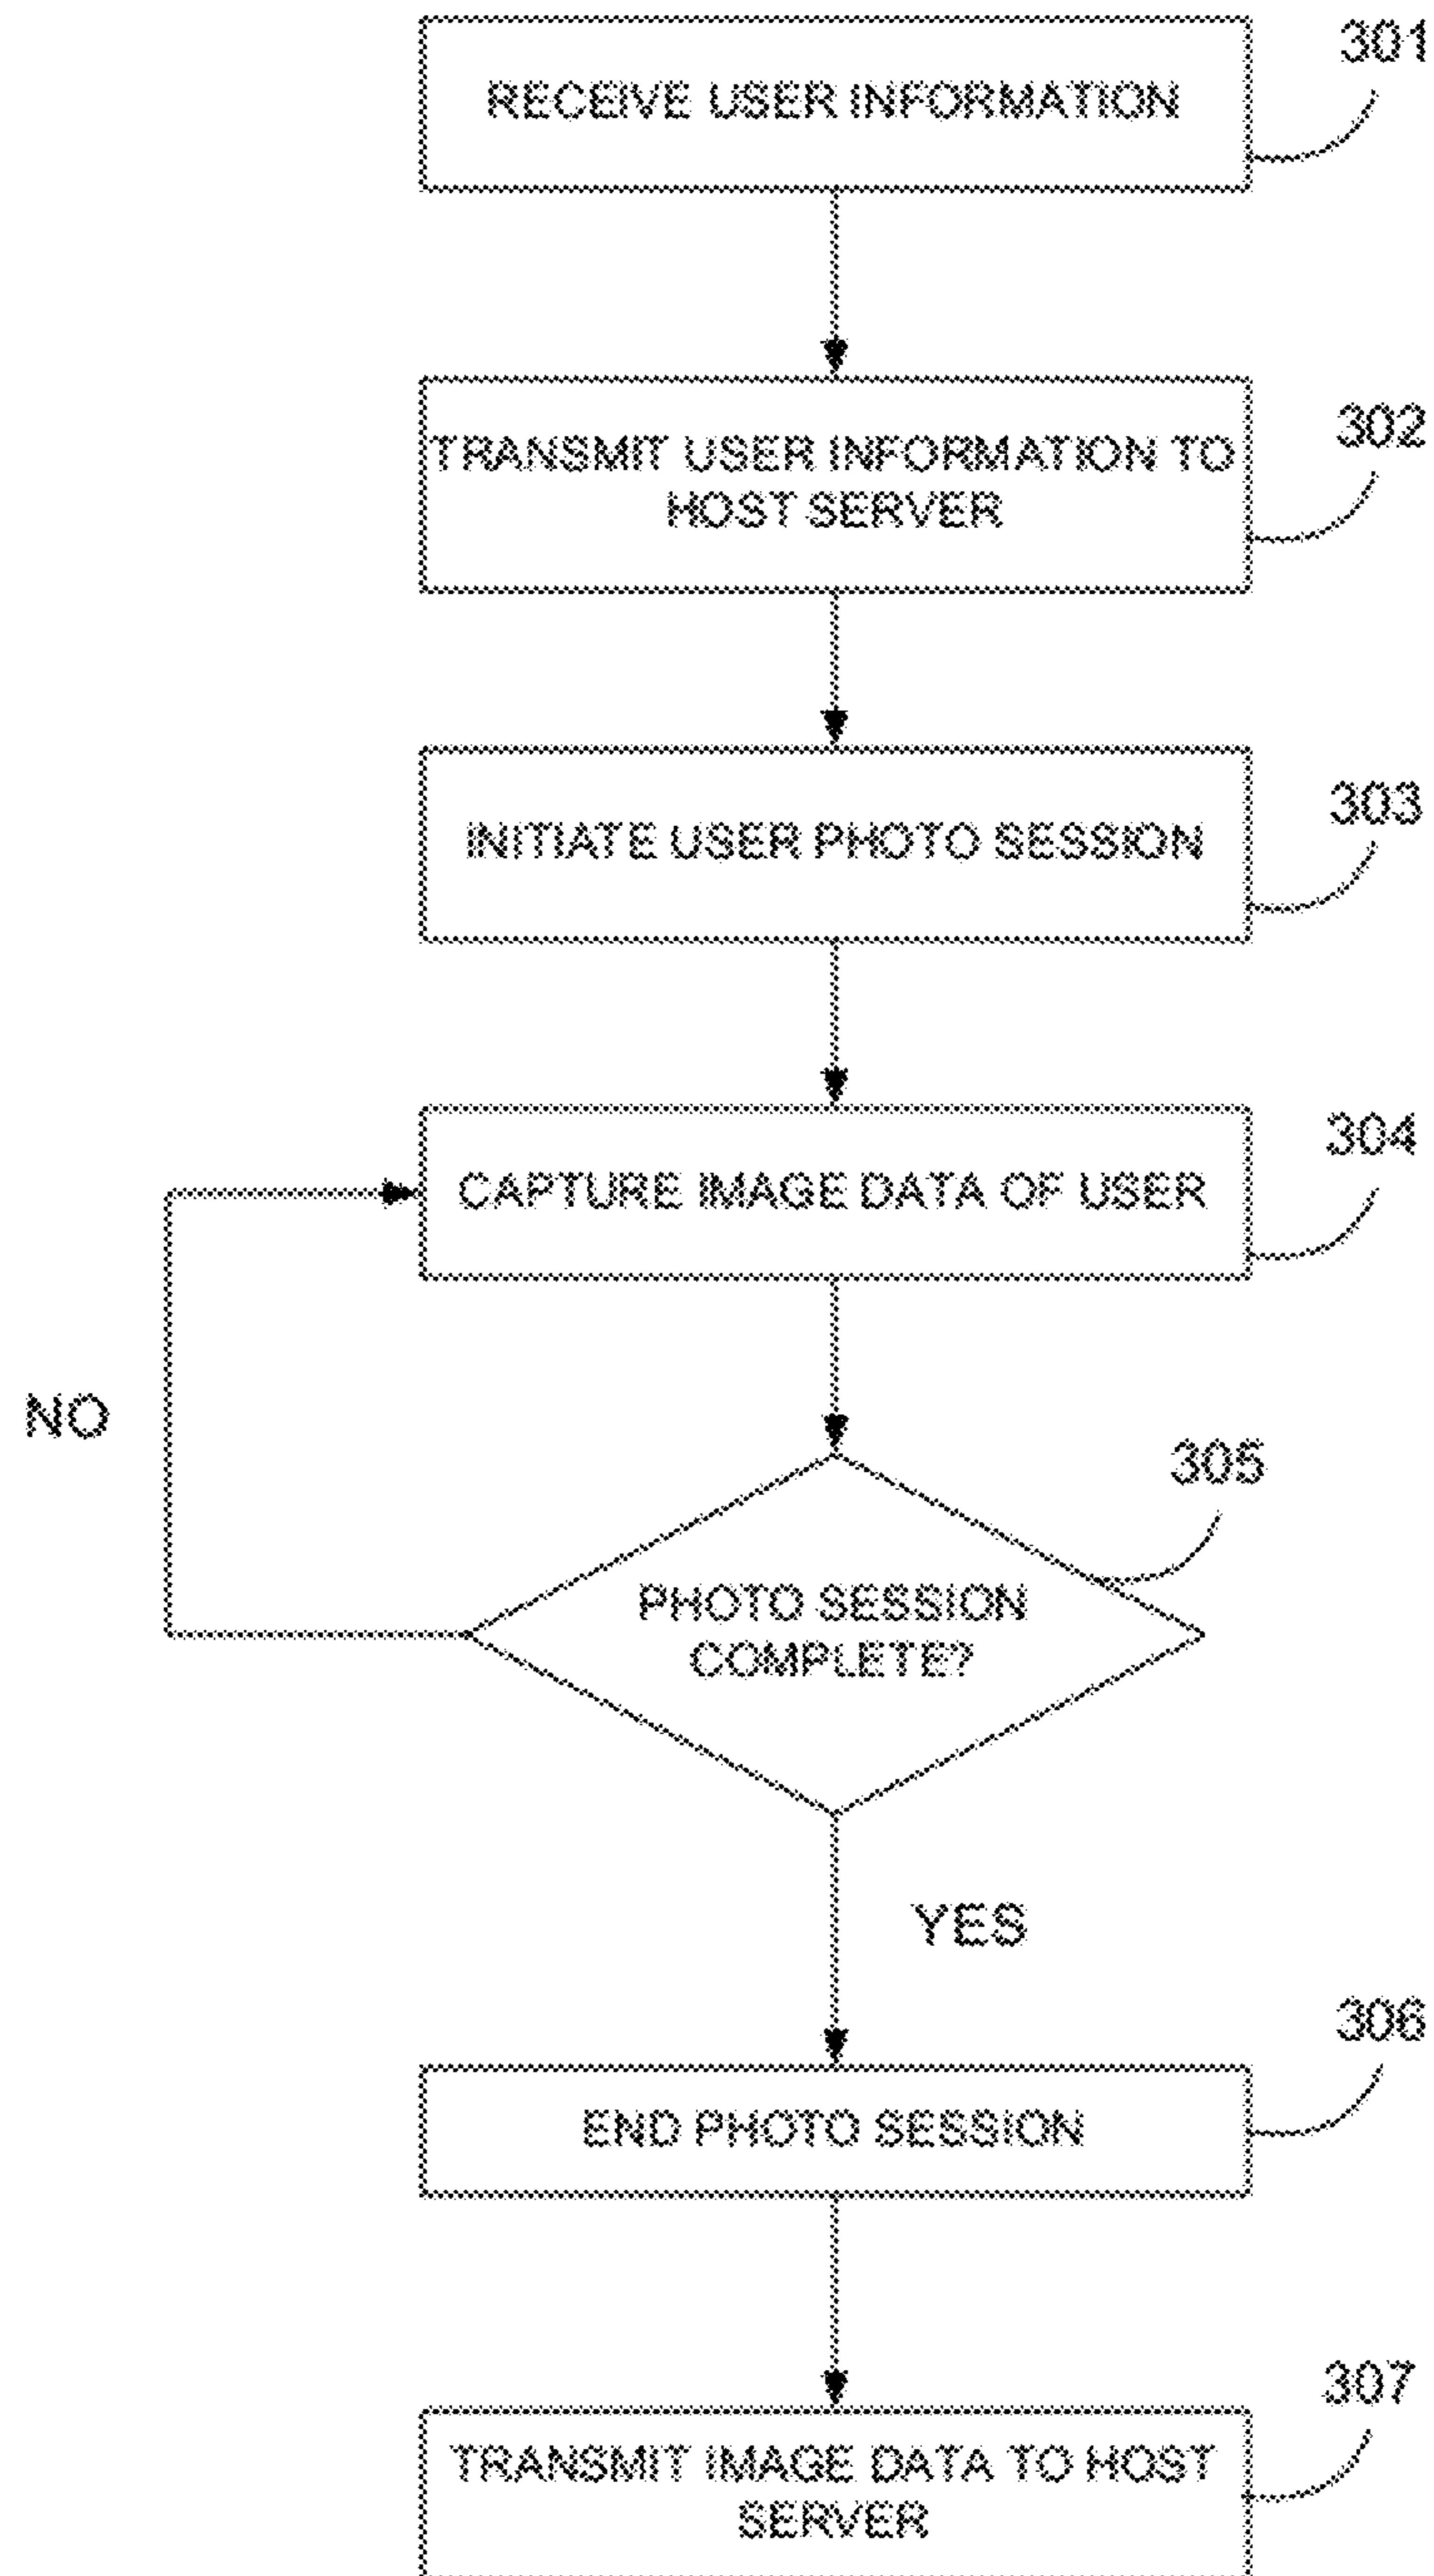 301
RECEIVE USER INFORMATION
302
TRANSMIT USER INFORMATION TO
HOST SERVER
303
INITIATE USER PHOTO SESSION
304
CAPTURE IMAGE DATA OF USER
NO
305
PHOTO SESSION
COMPLETE?
YES
306
END PHOTO SESSION
307
TRANSMIT IMAGE DATA TO HOST
SERVER